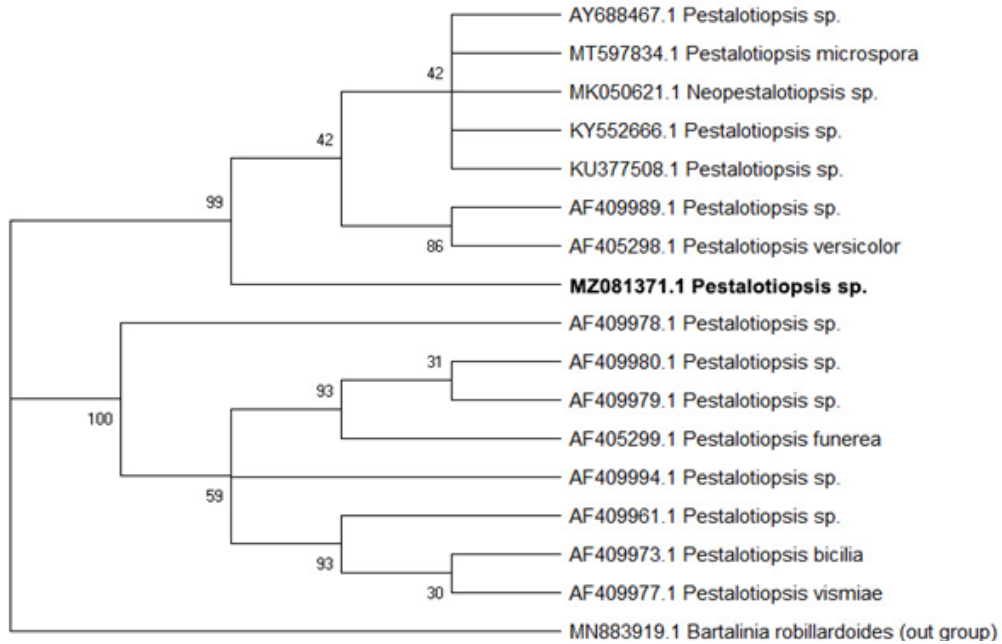 AY688467.1 Pestalotiopsis sp.
MT597834.1 Pestalotiopsis microspora
42
MK050621.1 Neopestalotiopsis sp.
KY552666.1 Pestalotiopsis sp.
42
KU377508.1 Pestalotiopsis sp.
99
AF409989.1 Pestalotiopsis sp.
86
AF405298.1 Pestalotiopsis versicolor
MZ081371.1 Pestalotiopsis sp.
AF409978.1 Pestalotiopsis sp.
31
AF409980.1 Pestalotiopsis sp.
93
AF409979.1 Pestalotiopsis sp.
100
AF405299.1 Pestalotiopsis funerea
AF409994.1 Pestalotiopsis sp.
59
AF409961.1 Pestalotiopsis sp.
93
AF409973.1 Pestalotiopsis bicilia
30
AF409977.1 Pestalotiopsis vismiae
MN883919.1 Bartalinia robillardoides (out group)